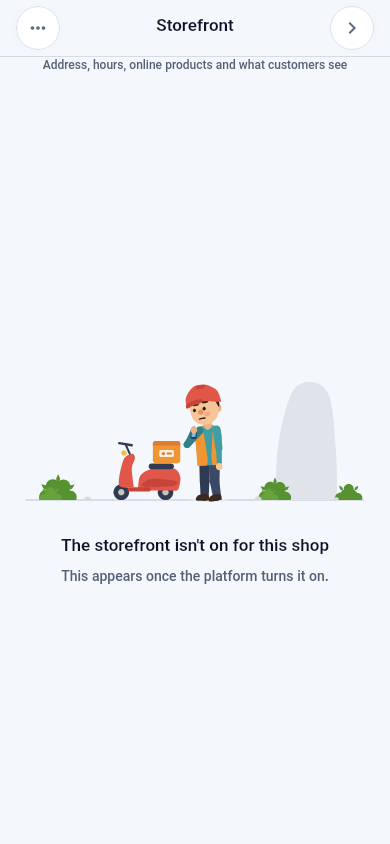 Storefront
Address, hours, online products and what customers see
The storefront isn't on for this shop
This appears once the platform turns it on.